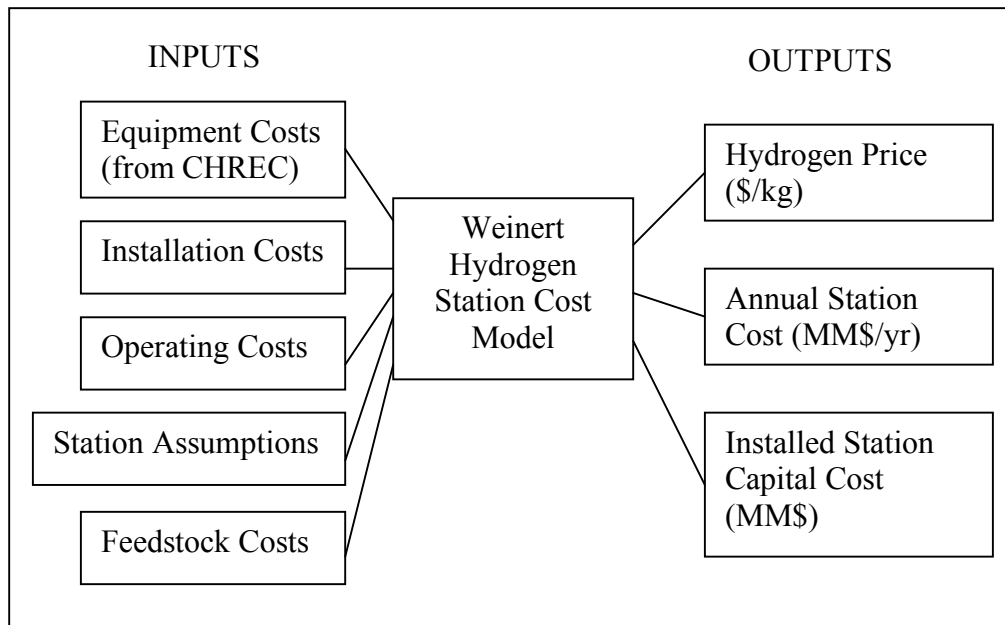 INPUTS
Equipment Costs
(from CHREC)
Installation Costs
Operating Costs
Station Assumptions
Feedstock Costs
Weinert
Hydrogen
Station Cost
Model
OUTPUTS
Hydrogen Price
($/kg)
Annual Station
Cost (MM$/yr)
Installed Station
Capital Cost
(MM$)